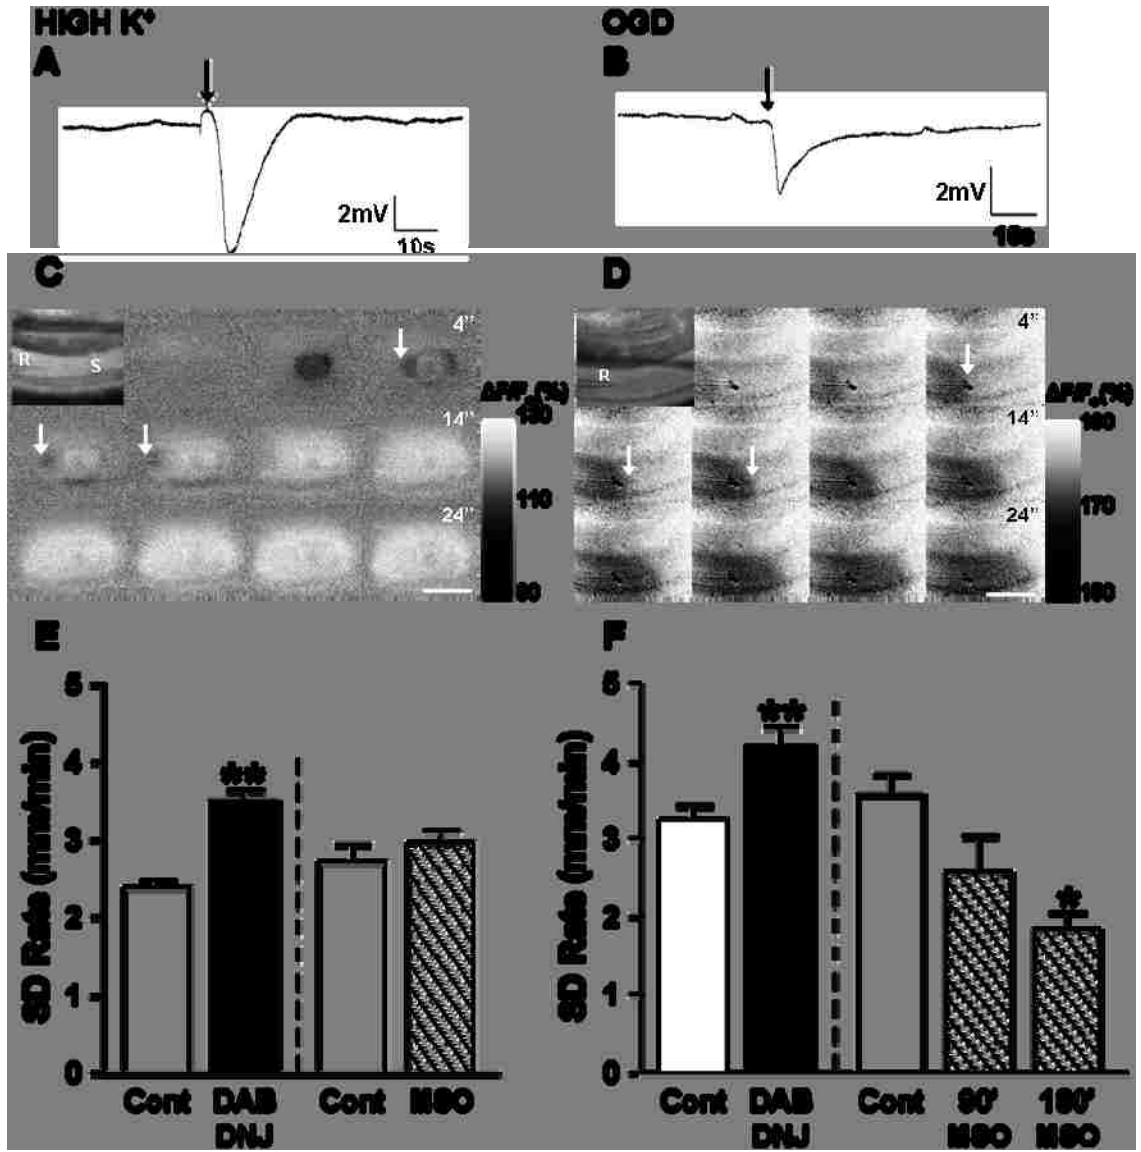 HIGH K⁺
OGD
A
B
2mV
10s
2mV
C
D
R
S
4”
14”
24”
ΔF/F₀(%)
110
R
4”
14”
24”
ΔF/F₀(%)
170
E
F
SD Rate (mm/min)
5
4
3
2
1
0
**
Cont
DAB
DNJ
Cont
MSO
SD Rate (mm/min)
5
4
3
2
1
0
**
*
Cont
DAB
DNJ
Cont
90'
MSO
MSO